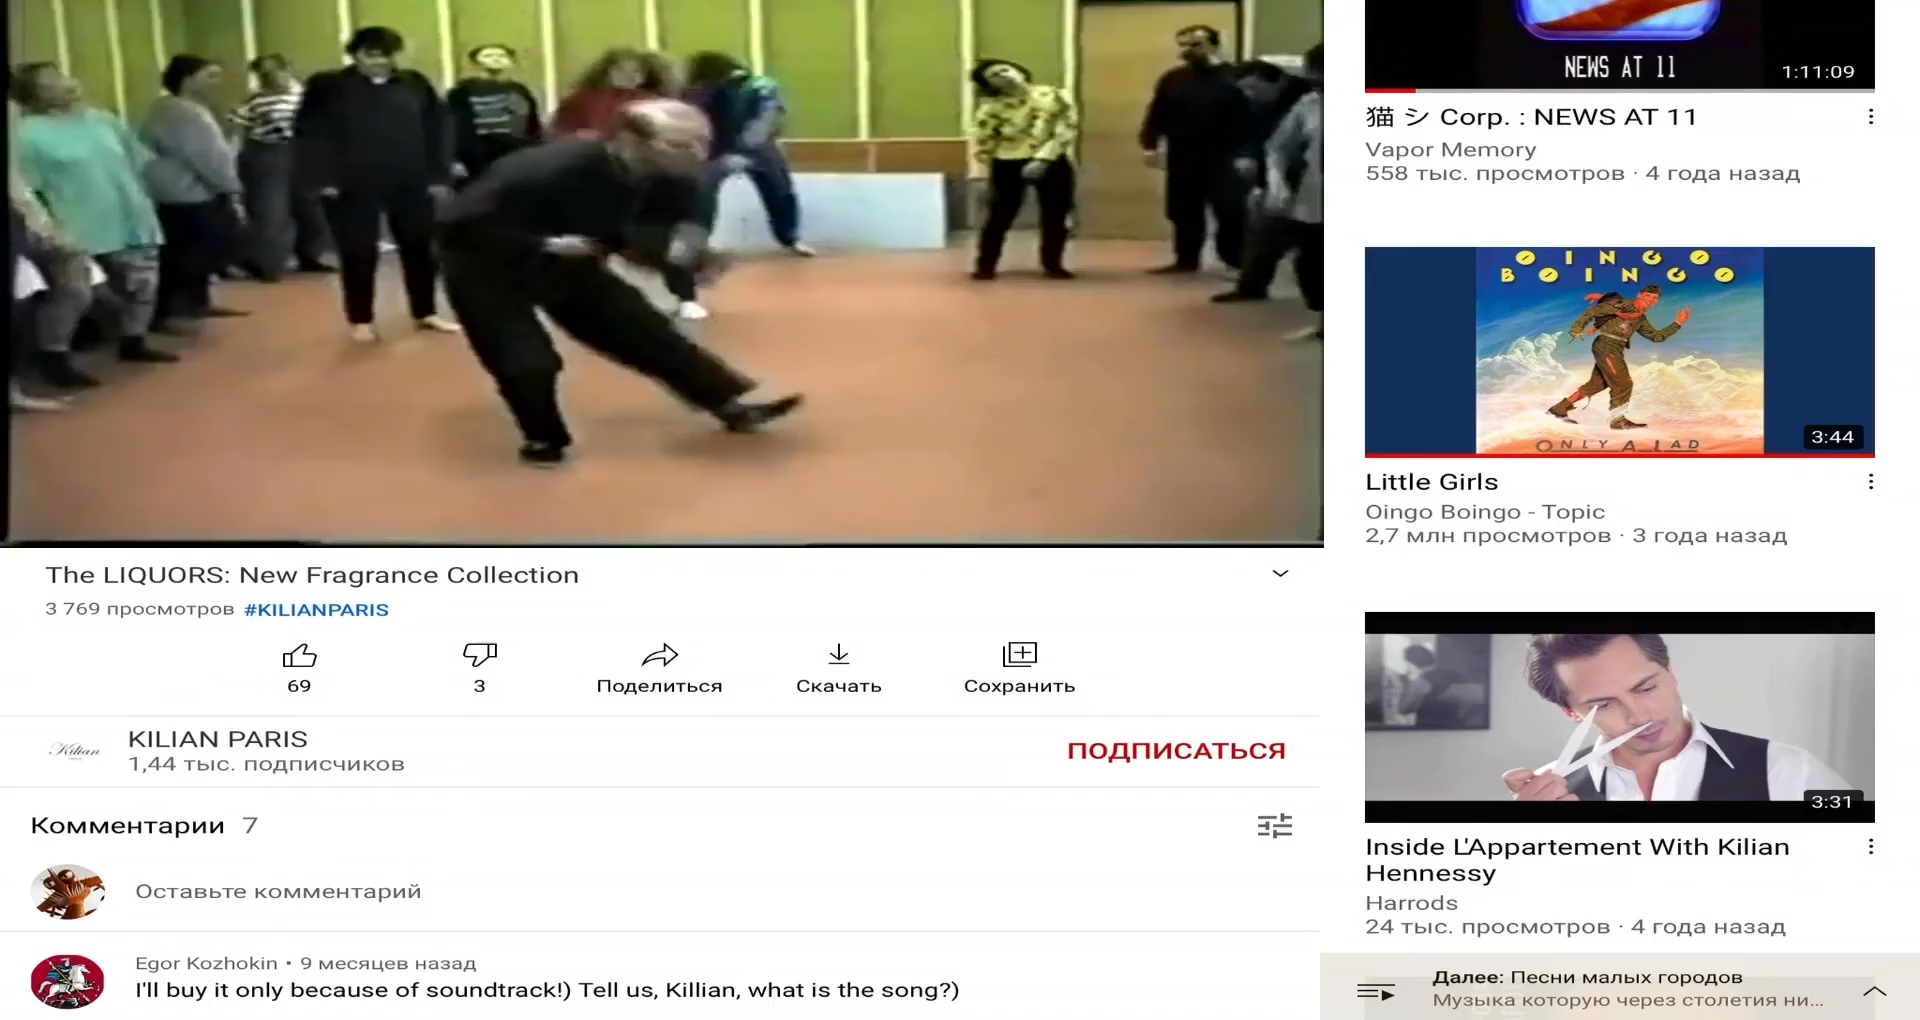 The LIQUORS: New Fragrance Collection
3 769 просмотров #KILIANPARIS
69
3
Поделиться
Скачать
Сохранить
Kilian
KILIAN PARIS
1,44 тыс. подписчиков
ПОДПИСАТЬСЯ
Комментарии 7
Оставьте комментарий
Egor Kozhokin • 9 месяцев назад
I'll buy it only because of soundtrack!) Tell us, Killian, what is the song?)
NEWS AT 11
1:11:09
猫 シ Corp. : NEWS AT 11
Vapor Memory
558 тыс. просмотров · 4 года назад
OINGO
BOINGO
ONLY A LAD
3:44
Little Girls
Oingo Boingo - Topic
2,7 млн просмотров · 3 года назад
3:31
Inside L'Appartement With Kilian
Hennessy
Harrods
24 тыс. просмотров · 4 года назад
Далее: Песни малых городов
Музыка которую через столетия ни...